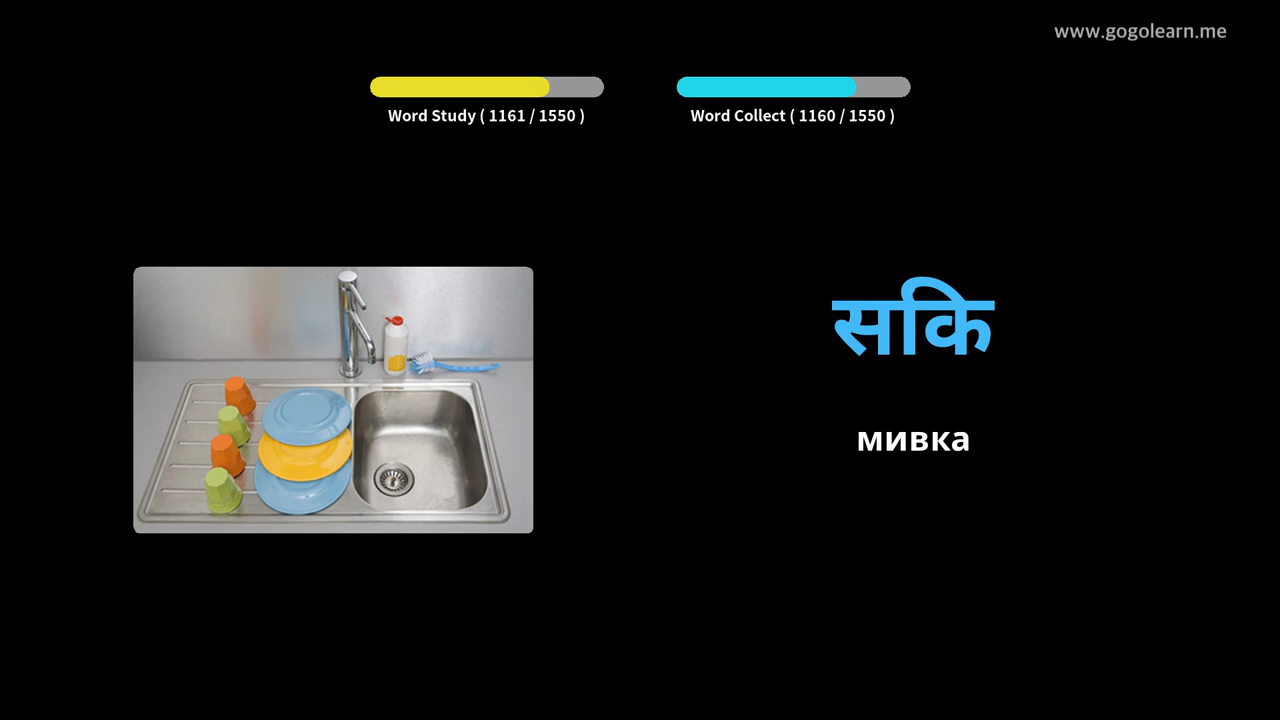 www.gogolearn.me
Word Study ( 1161 / 1550 )
Word Collect ( 1160 / 1550 )
सकि
мивка